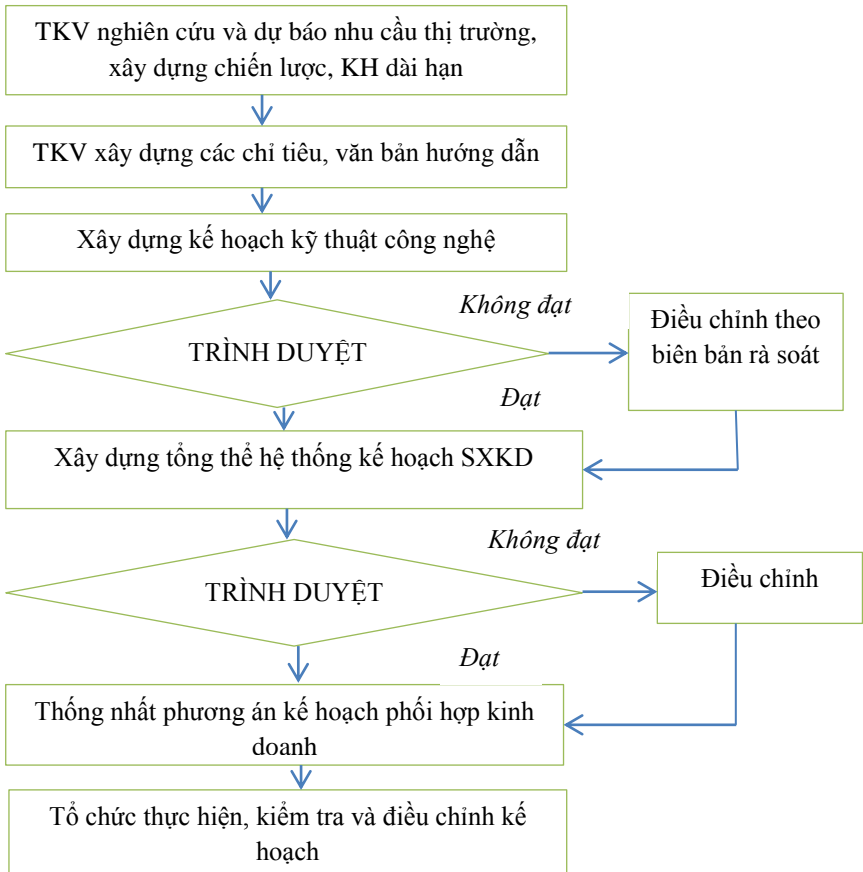 TKV nghiên cứu và dự báo nhu cầu thị trường,
xây dựng chiến lược, KH dài hạn
TKV xây dựng các chỉ tiêu, văn bản hướng dẫn
Xây dựng kế hoạch kỹ thuật công nghệ
Không đạt
TRÌNH DUYỆT
Điều chỉnh theo
biên bản rà soát
Đạt
Xây dựng tổng thể hệ thống kế hoạch SXKD
Không đạt
TRÌNH DUYỆT
Điều chỉnh
Đạt
Thống nhất phương án kế hoạch phối hợp kinh
doanh
Tổ chức thực hiện, kiểm tra và điều chỉnh kế
hoạch